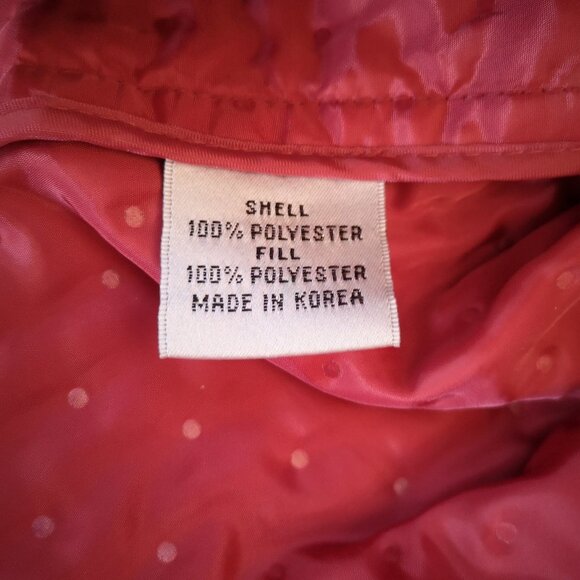 SHELL
100% POLYESTER
FILL
100% POLYESTER
MADE IN KOREA